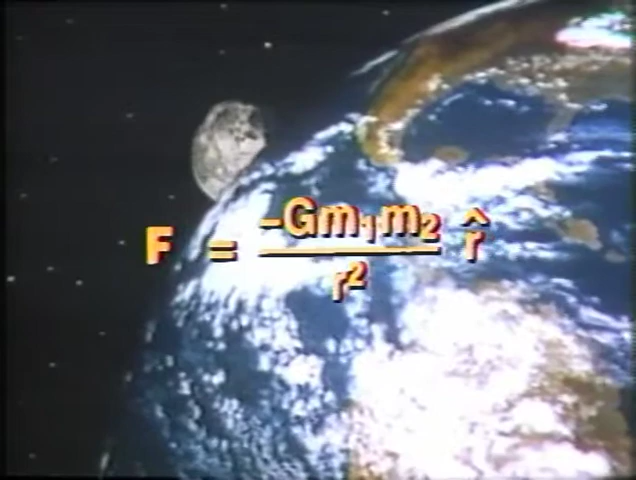 F = -Gm₁m₂/r² r̂